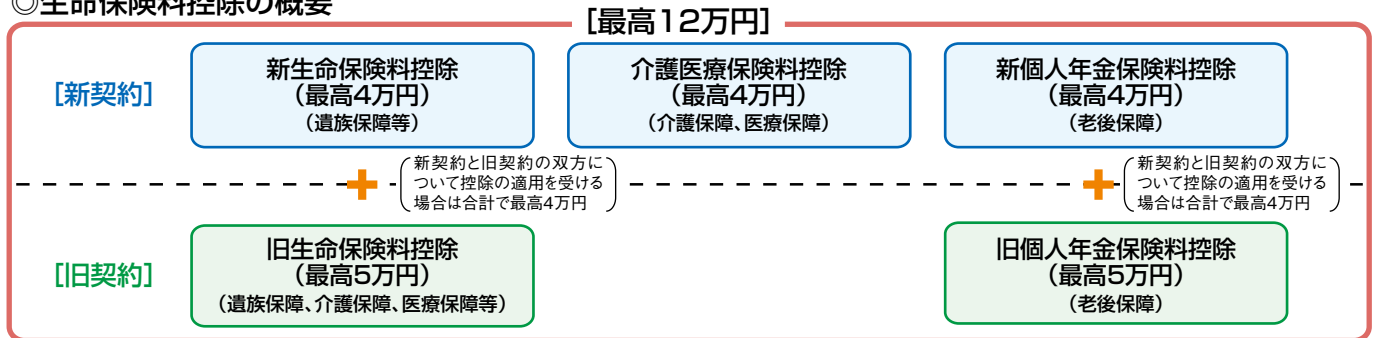 ◎生命保険料控除の概要
［最高12万円］
［新契約］
新生命保険料控除
（最高4万円）
（遺族保障等）
介護医療保険料控除
（最高4万円）
（介護保障、医療保障）
新個人年金保険料控除
（最高4万円）
（老後保障）
新契約と旧契約の双方に
ついて控除の適用を受ける
場合は合計で最高4万円
新契約と旧契約の双方に
ついて控除の適用を受ける
場合は合計で最高4万円
［旧契約］
旧生命保険料控除
（最高5万円）
（遺族保障、介護保障、医療保障等）
旧個人年金保険料控除
（最高5万円）
（老後保障）